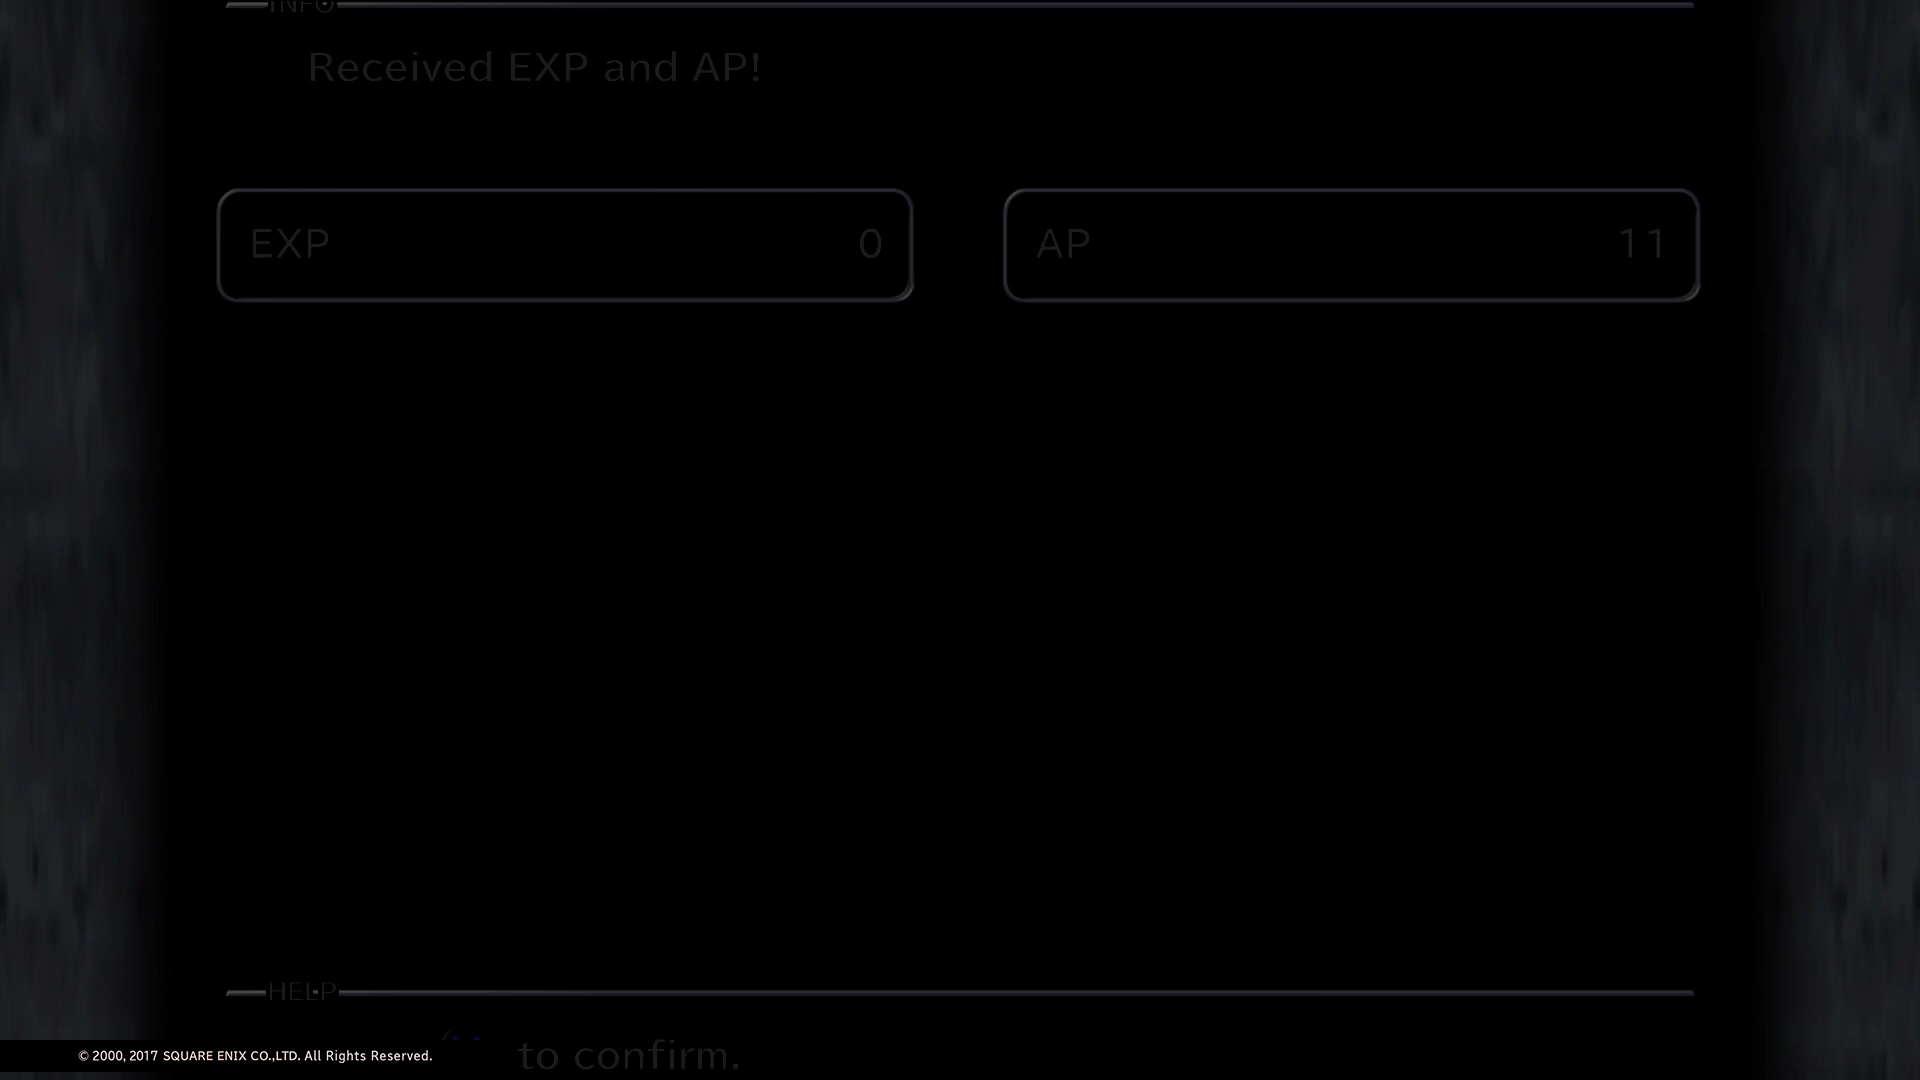 INFO
Received EXP and AP!
EXP 0 AP 11
HELP
to confirm.
© 2000, 2017 SQUARE ENIX CO.,LTD. All Rights Reserved.